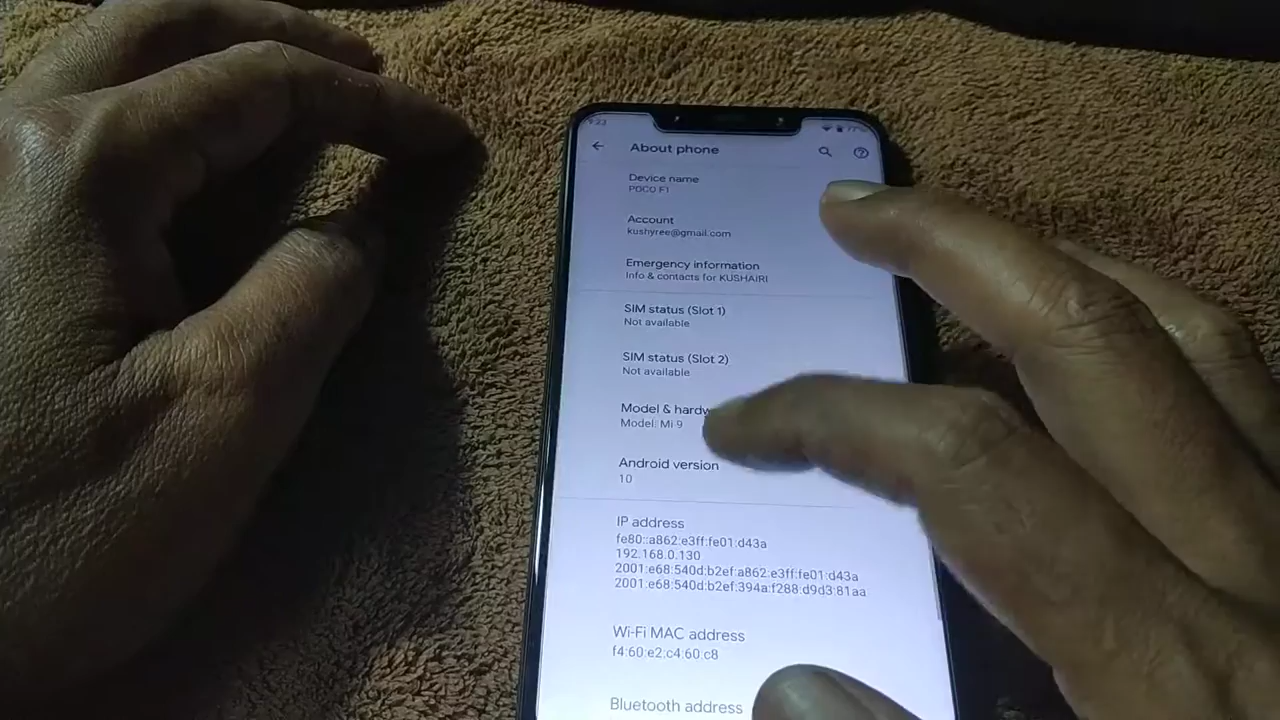 9:23
77%
About phone
Device name
POCO F1
Account
kushyree@gmail.com
Emergency information
Info & contacts for KUSHAIRI
SIM status (Slot 1)
Not available
SIM status (Slot 2)
Not available
Model & hardw
Model: Mi 9
Android version
10
IP address
fe80::a862:e3ff:fe01:d43a
192.168.0.130
2001:e68:540d:b2ef:a862:e3ff:fe01:d43a
2001:e68:540d:b2ef:394a:f288:d9d3:81aa
Wi-Fi MAC address
f4:60:e2:c4:60:c8
Bluetooth address